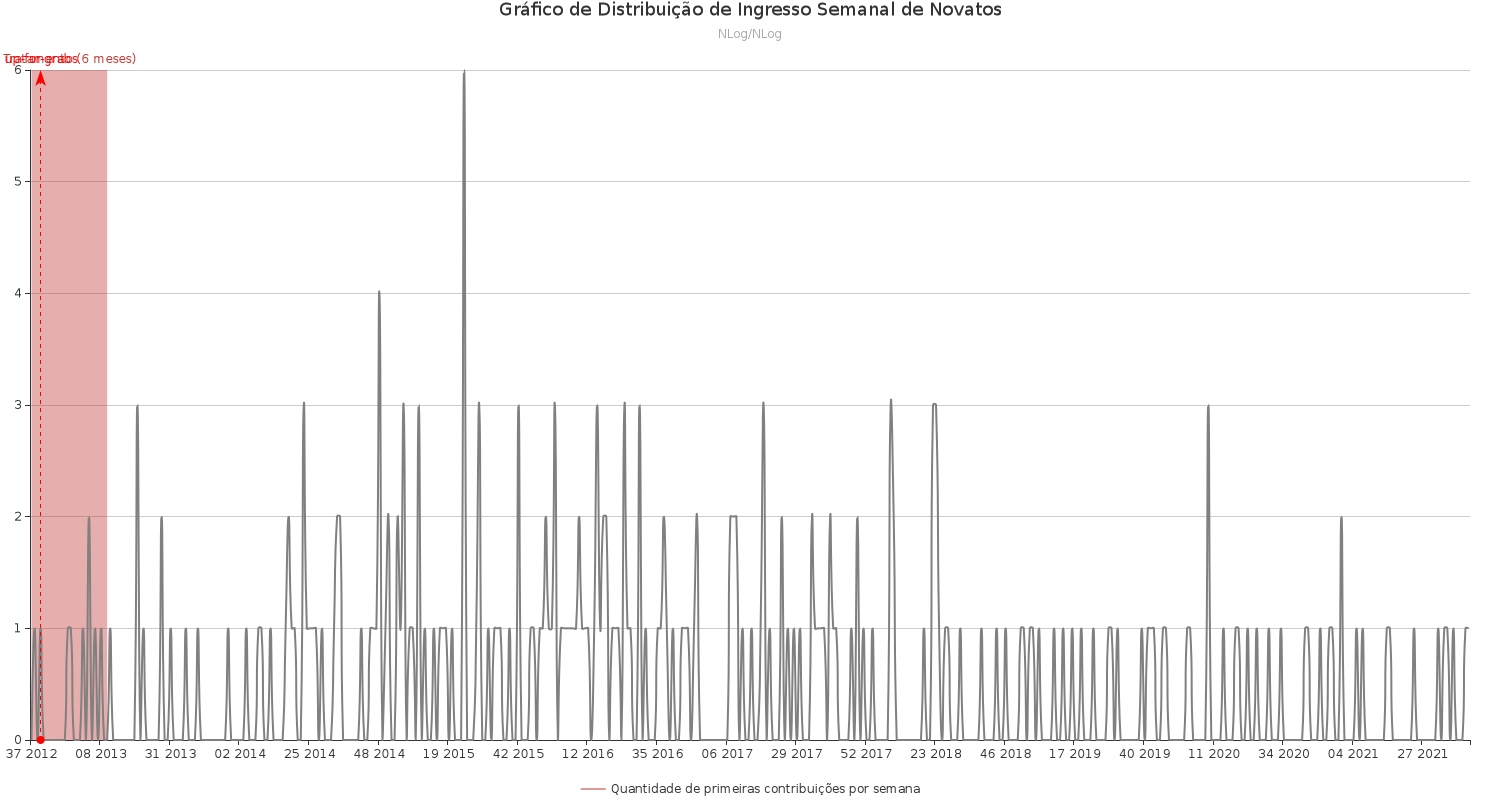 Gráfico de Distribuição de Ingresso Semanal de Novatos
NLog/NLog
(6 meses)
6
5
4
3
2
1
0
37 2012 08 2013 31 2013 02 2014 25 2014 48 2014 19 2015 42 2015 12 2016 35 2016 06 2017 29 2017 52 2017 23 2018 46 2018 17 2019 40 2019 11 2020 34 2020 04 2021 27 2021
Quantidade de primeiras contribuições por semana